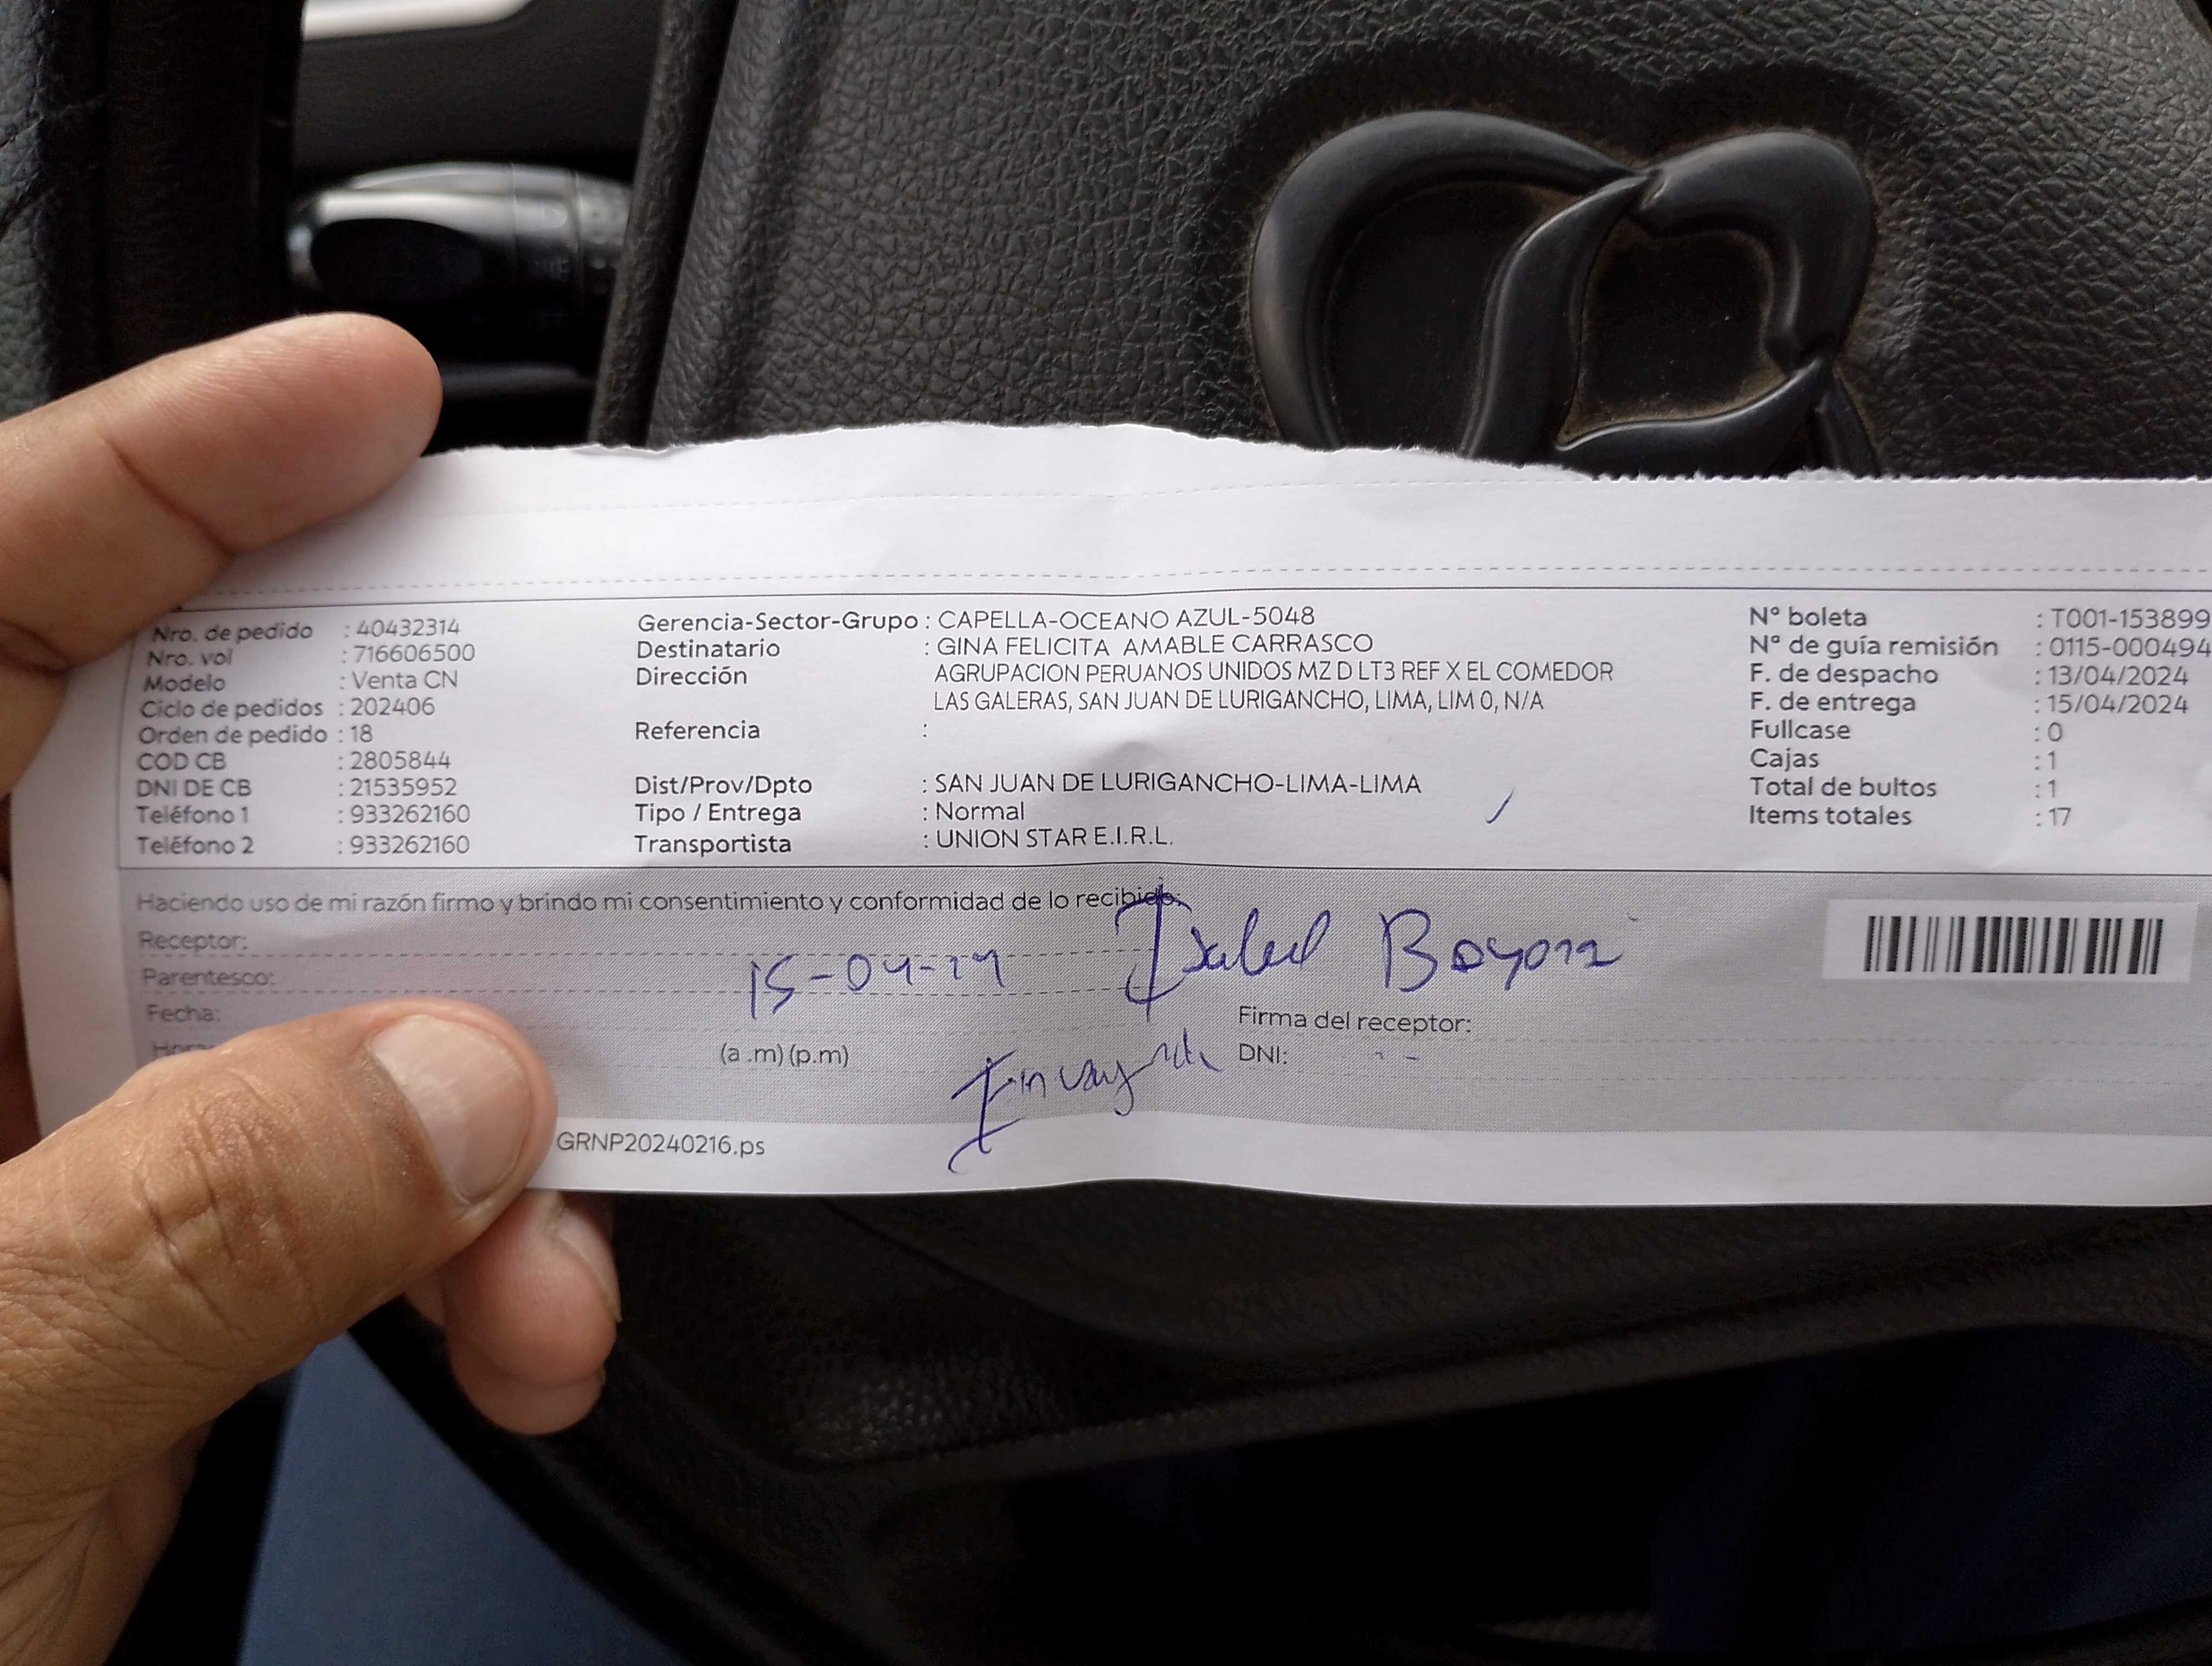 Nro. de pedido : 40432314
Nro. vol : 716606500
Modelo : Venta CN
Ciclo de pedidos : 202406
Orden de pedido : 18
COD CB : 2805844
DNI DE CB : 21535952
Teléfono 1 : 933262160
Teléfono 2 : 933262160
Gerencia-Sector-Grupo : CAPELLA-OCEANO AZUL-5048
Destinatario : GINA FELICITA AMABLE CARRASCO
Dirección AGRUPACION PERUANOS UNIDOS MZ D LT3 REF X EL COMEDOR
LAS GALERAS, SAN JUAN DE LURIGANCHO, LIMA, LIM 0, N/A
Referencia :
Dist/Prov/Dpto : SAN JUAN DE LURIGANCHO-LIMA-LIMA
Tipo / Entrega : Normal
Transportista : UNION STAR E.I.R.L.
N° boleta : T001-153899
N° de guía remisión : 0115-000494
F. de despacho : 13/04/2024
F. de entrega : 15/04/2024
Fullcase : 0
Cajas : 1
Total de bultos : 1
Items totales : 17
Haciendo uso de mi razón firmo y brindo mi consentimiento y conformidad de lo recibido:
Receptor:
Parentesco:
Fecha:
Hora:
(a .m) (p.m)
Firma del receptor:
DNI:
GRNP20240216.ps